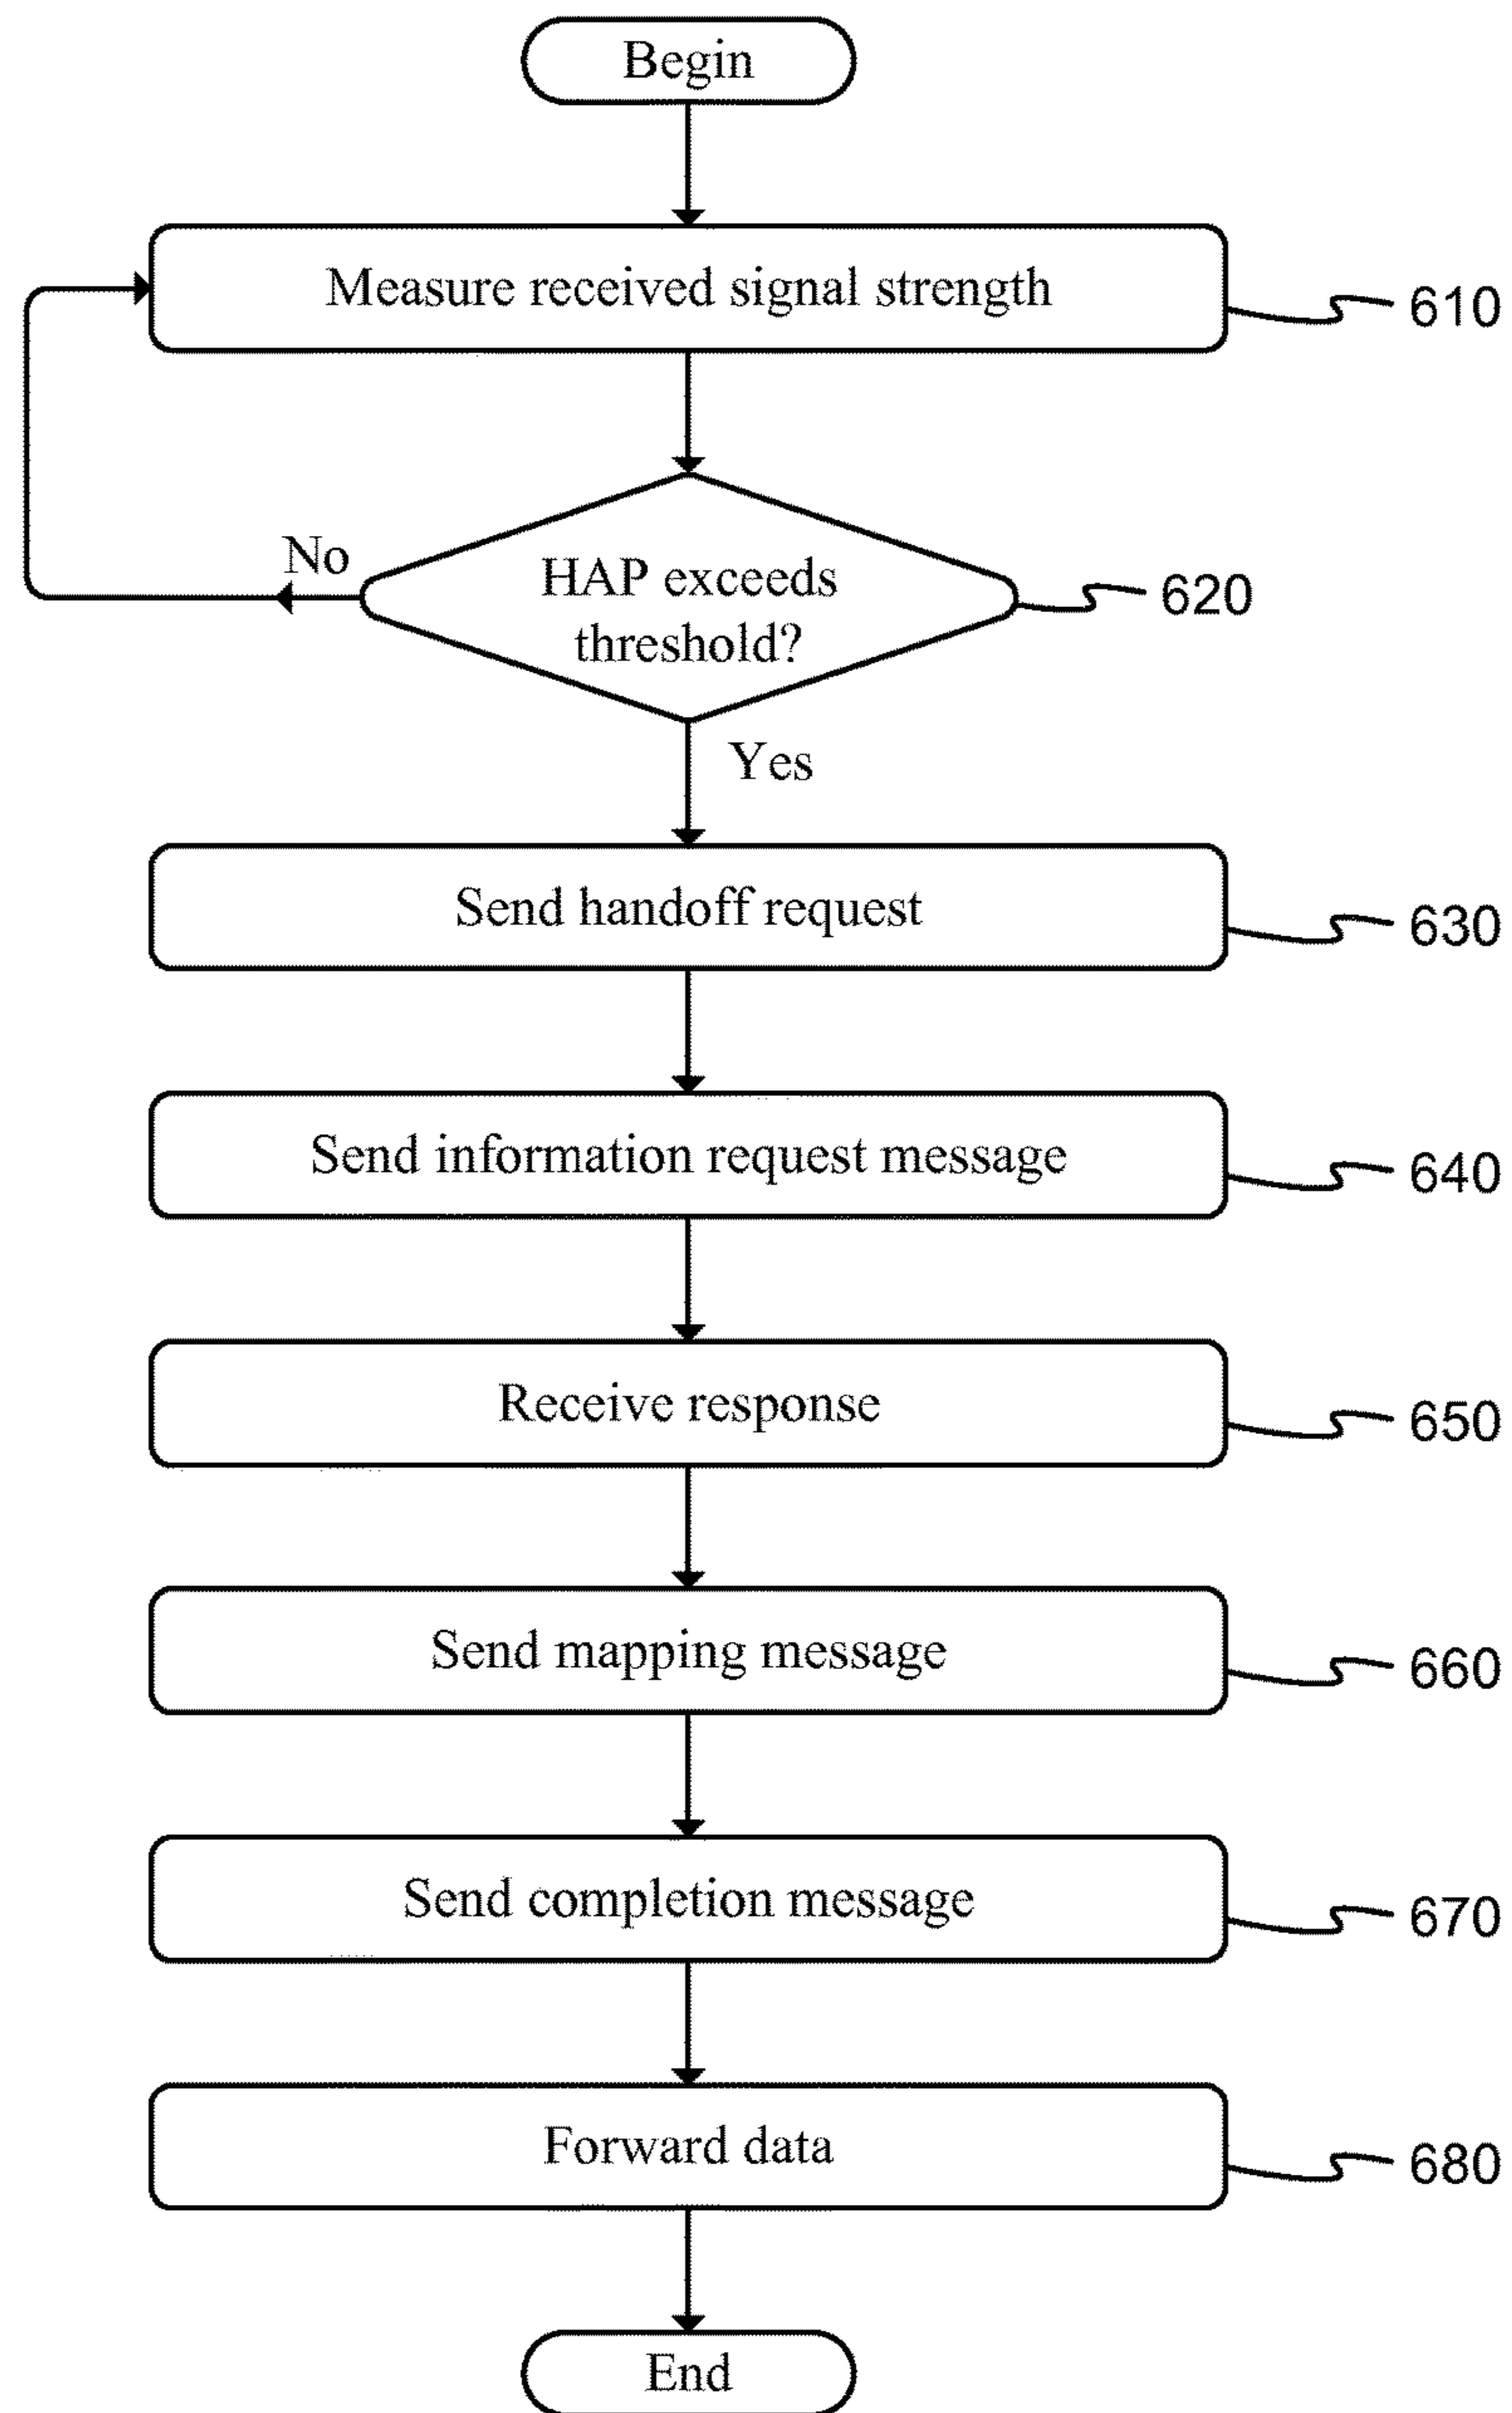 Begin
Measure received signal strength
610
No
HAP exceeds
threshold?
620
Yes
Send handoff request
630
Send information request message
640
Receive response
650
Send mapping message
660
Send completion message
670
Forward data
680
End